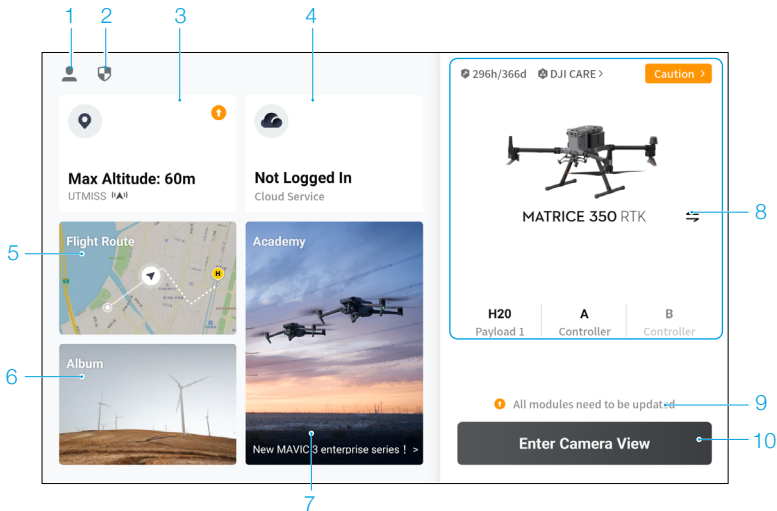 1
2
3
4
296h/366d
DJI CARE >
Caution >
Max Altitude: 60m
UTMISS
Not Logged In
Cloud Service
MATRICE 350 RTK
8
5
Flight Route
H
Academy
H20
Payload 1
A
Controller
B
Controller
6
Album
All modules need to be updated
9
New MAVIC 3 enterprise series！ >
Enter Camera View
10
7